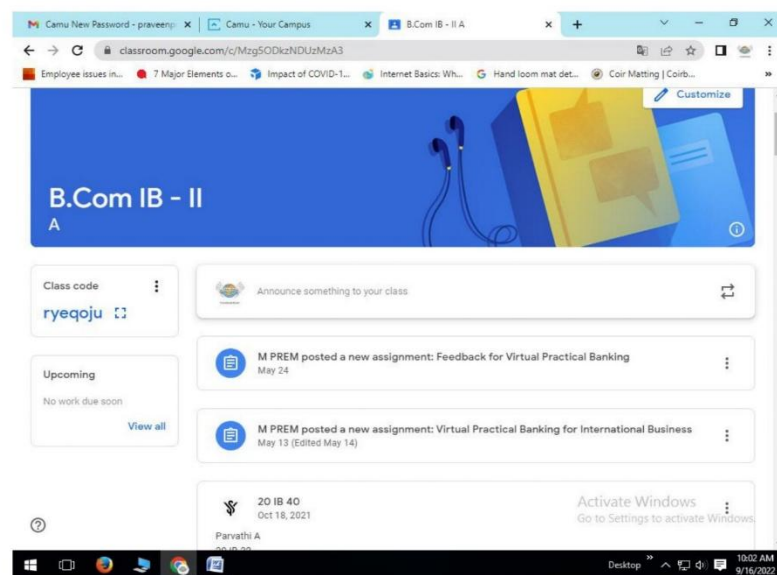 Camu New Password - praveenp
Camu - Your Campus
B.Com IB - II A
classroom.google.com/c/Mzg5ODkzNDUzMzA3
Employee issues in...
7 Major Elements o...
Impact of COVID-1...
Internet Basics: Wh...
Hand loom mat det...
Coir Matting | Coirb...
»
Customize
B.Com IB - II
A
Class code
ryeqoju
Announce something to your class
Upcoming
No work due soon
View all
M PREM posted a new assignment: Feedback for Virtual Practical Banking
May 24
M PREM posted a new assignment: Virtual Practical Banking for International Business
May 13 (Edited May 14)
20 IB 40
Oct 18, 2021
Parvathi A
Activate Windows
Go to Settings to activate Windows.
Desktop »
10:02 AM
9/16/2022